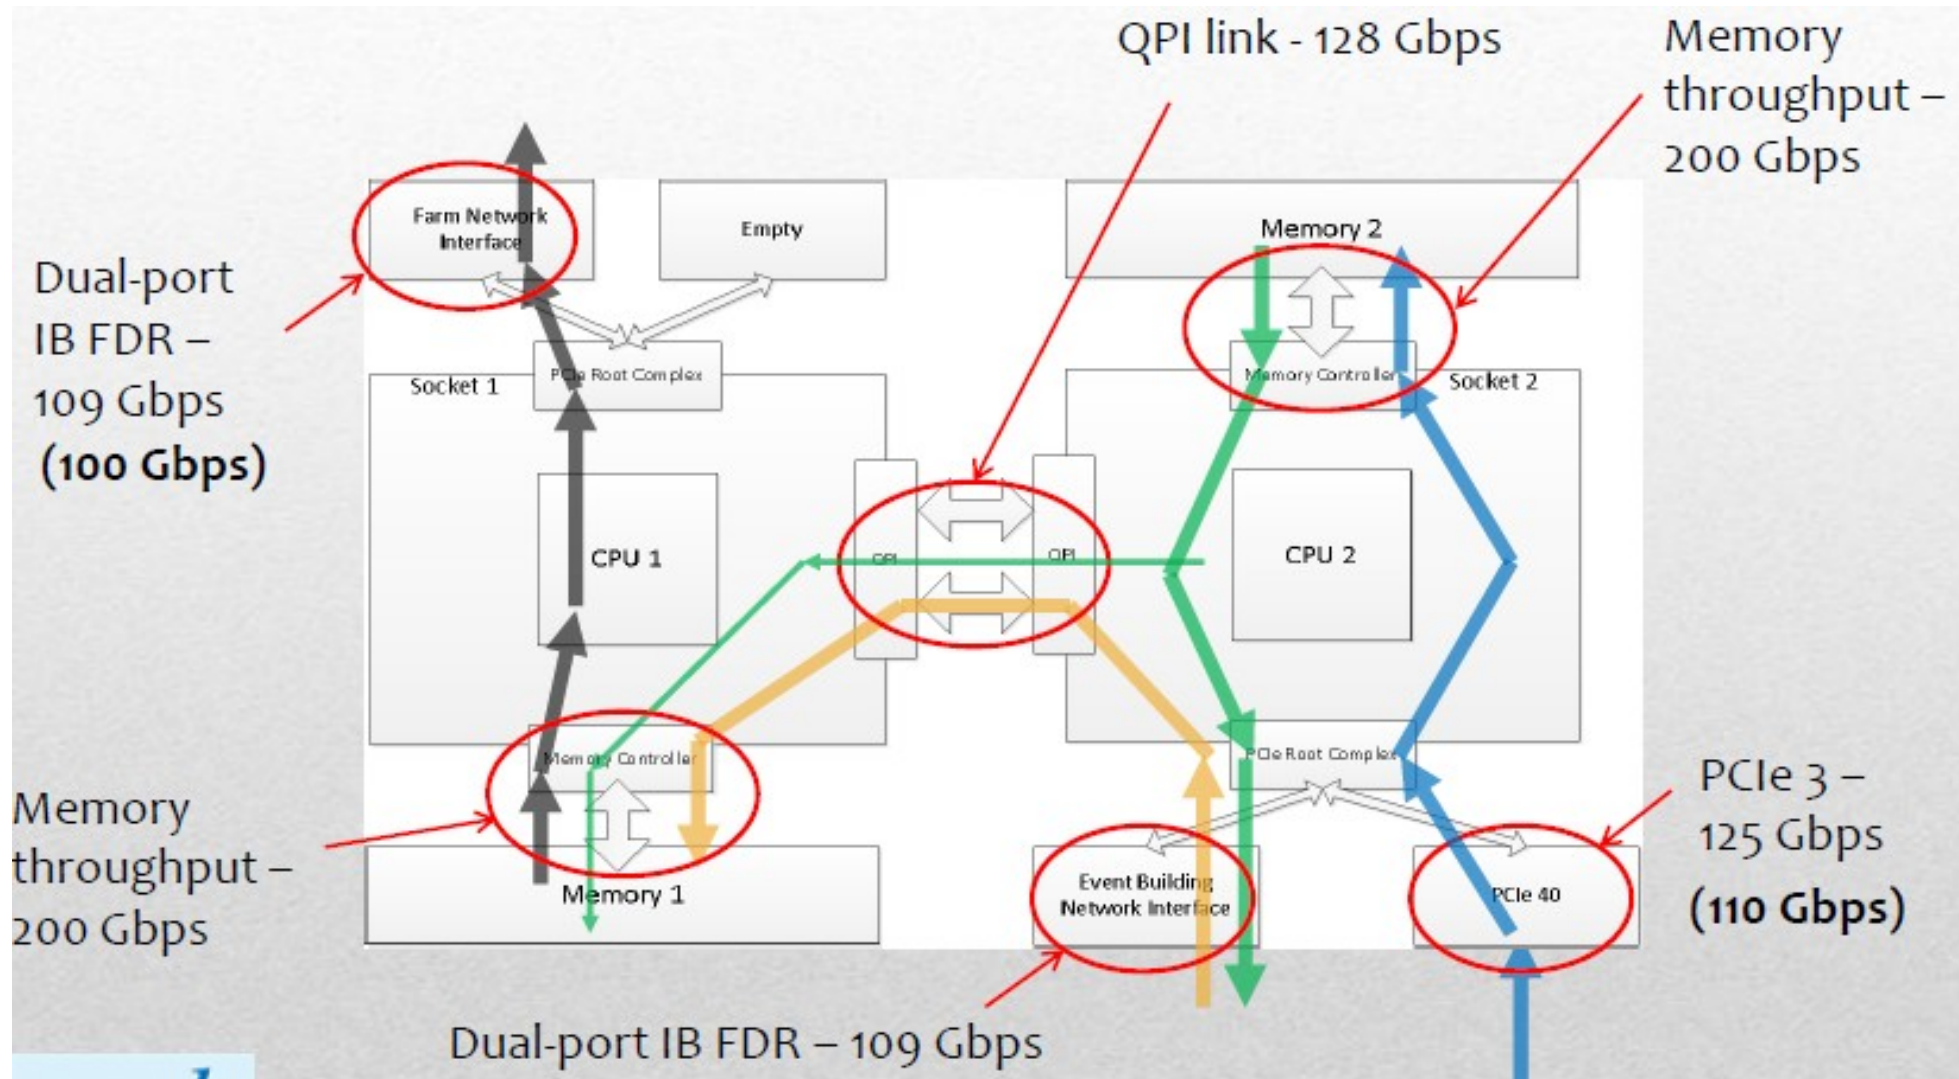 QPI link - 128 Gbps
Memory
throughput –
200 Gbps
Farm Network
Interface
Empty
Memory 2
Dual-port
IB FDR –
109 Gbps
(100 Gbps)
Socket 1
PCIe Root Complex
Memory Controller
Socket 2
CPU 1
QPI
QPI
CPU 2
Memory Controller
PCIe Root Complex
Memory
throughput –
200 Gbps
Memory 1
Event Building
Network Interface
PCIe 40
PCIe 3 –
125 Gbps
(110 Gbps)
Dual-port IB FDR – 109 Gbps